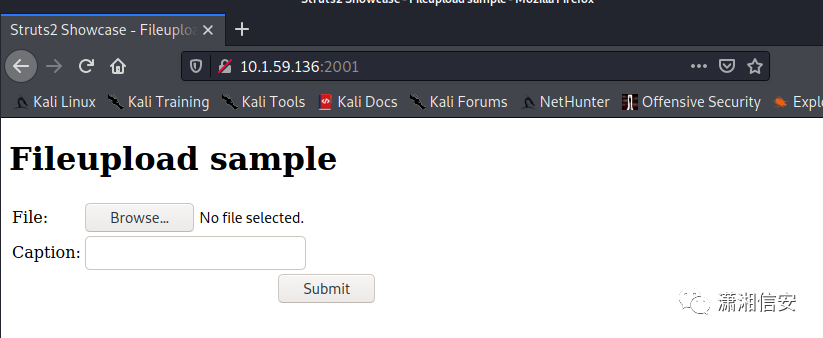 Struts2 Showcase - Fileupload sample - Mozilla Firefox
Struts2 Showcase - Fileuploa
10.1.59.136:2001
Kali Linux Kali Training Kali Tools Kali Docs Kali Forums NetHunter Offensive Security Explo
Fileupload sample
File: Browse... No file selected.
Caption:
Submit
潇湘信安